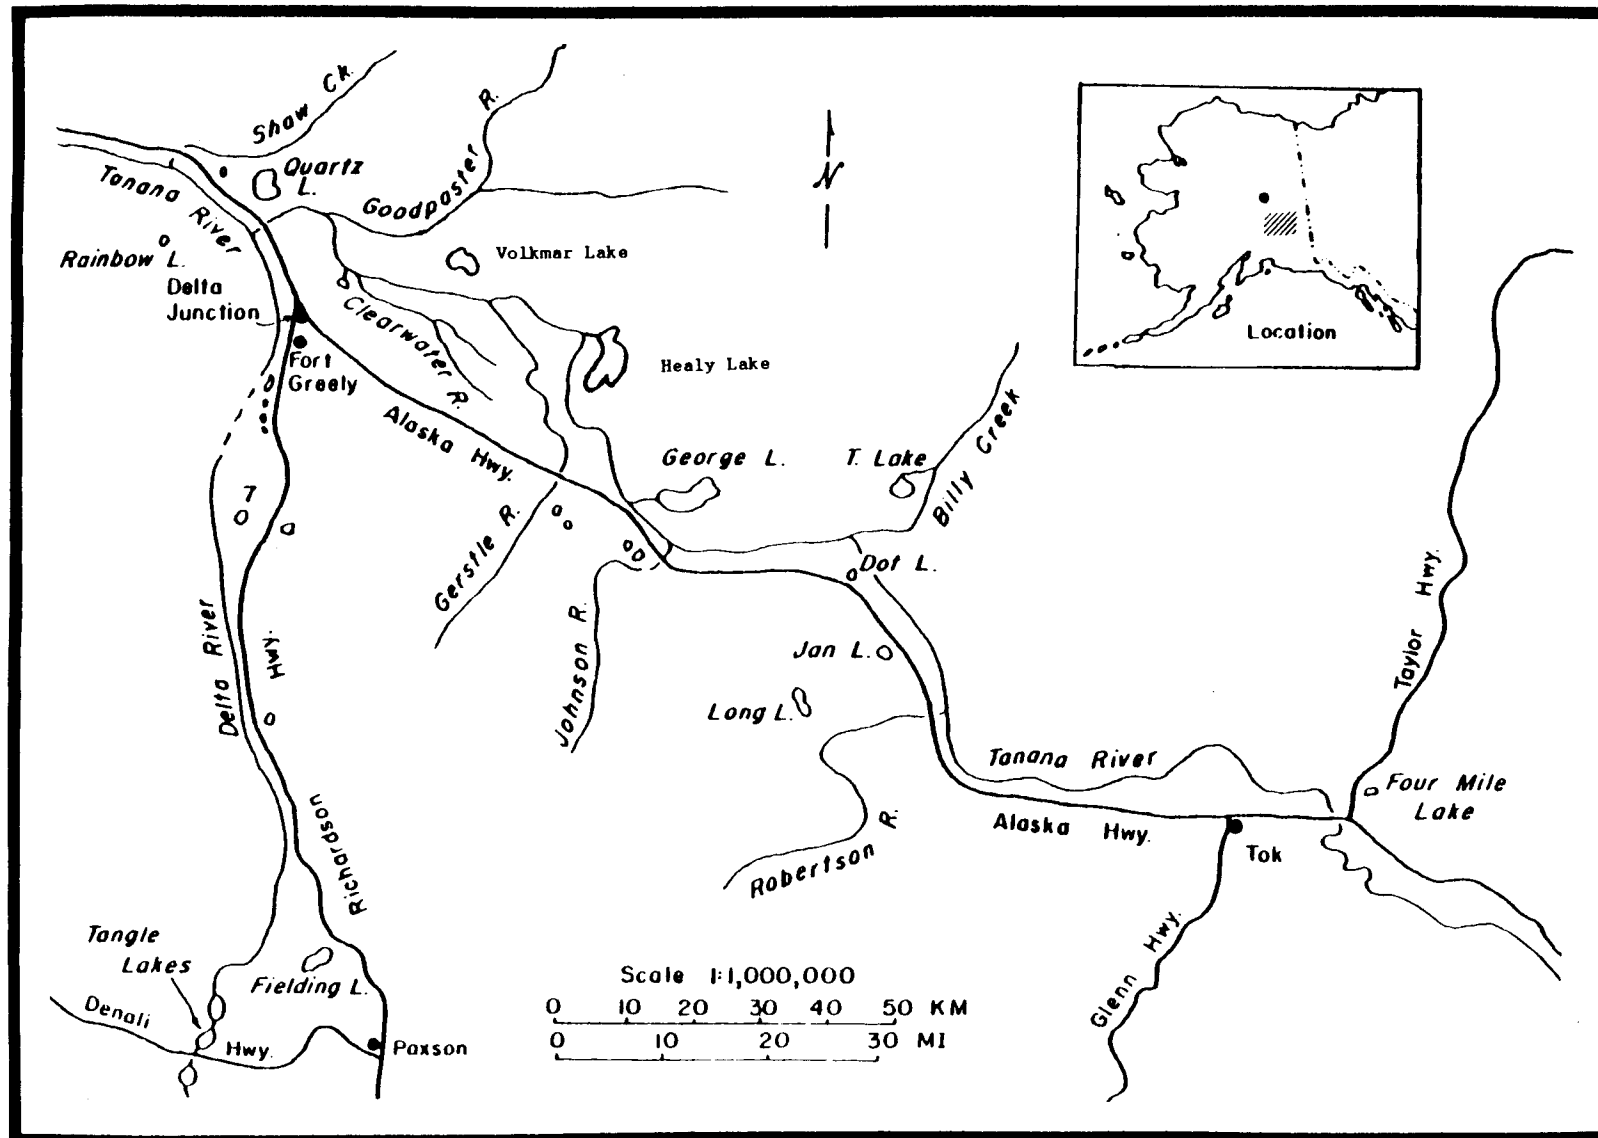 Shaw Ck.
Quartz
L.
Goodpaster R.
Tanana River
Rainbow L.
Delta
Junction
Volkmar Lake
Clearwater R.
Fort
Greely
Healy Lake
N
Location
Alaska Hwy.
George L.
T. Lake
Billy Creek
7
Gerstle R.
Dot L.
Taylor Hwy.
Johnson R.
Delta River
Jan L.
Long L.
Tanana River
Four Mile
Lake
Robertson R.
Alaska Hwy.
Tok
Richardson Hwy.
Tangle
Lakes
Fielding L.
Glenn Hwy.
Denali Hwy.
Paxson
Scale 1:1,000,000
0 10 20 30 40 50 KM
0 10 20 30 MI